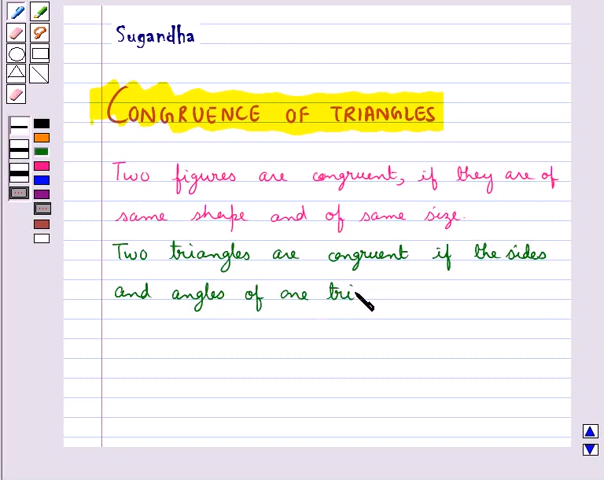 Sugandha
CONGRUENCE OF TRIANGLES
Two figures are congruent, if they are of
same shape and of same size.
Two triangles are congruent if the sides
and angles of one tri